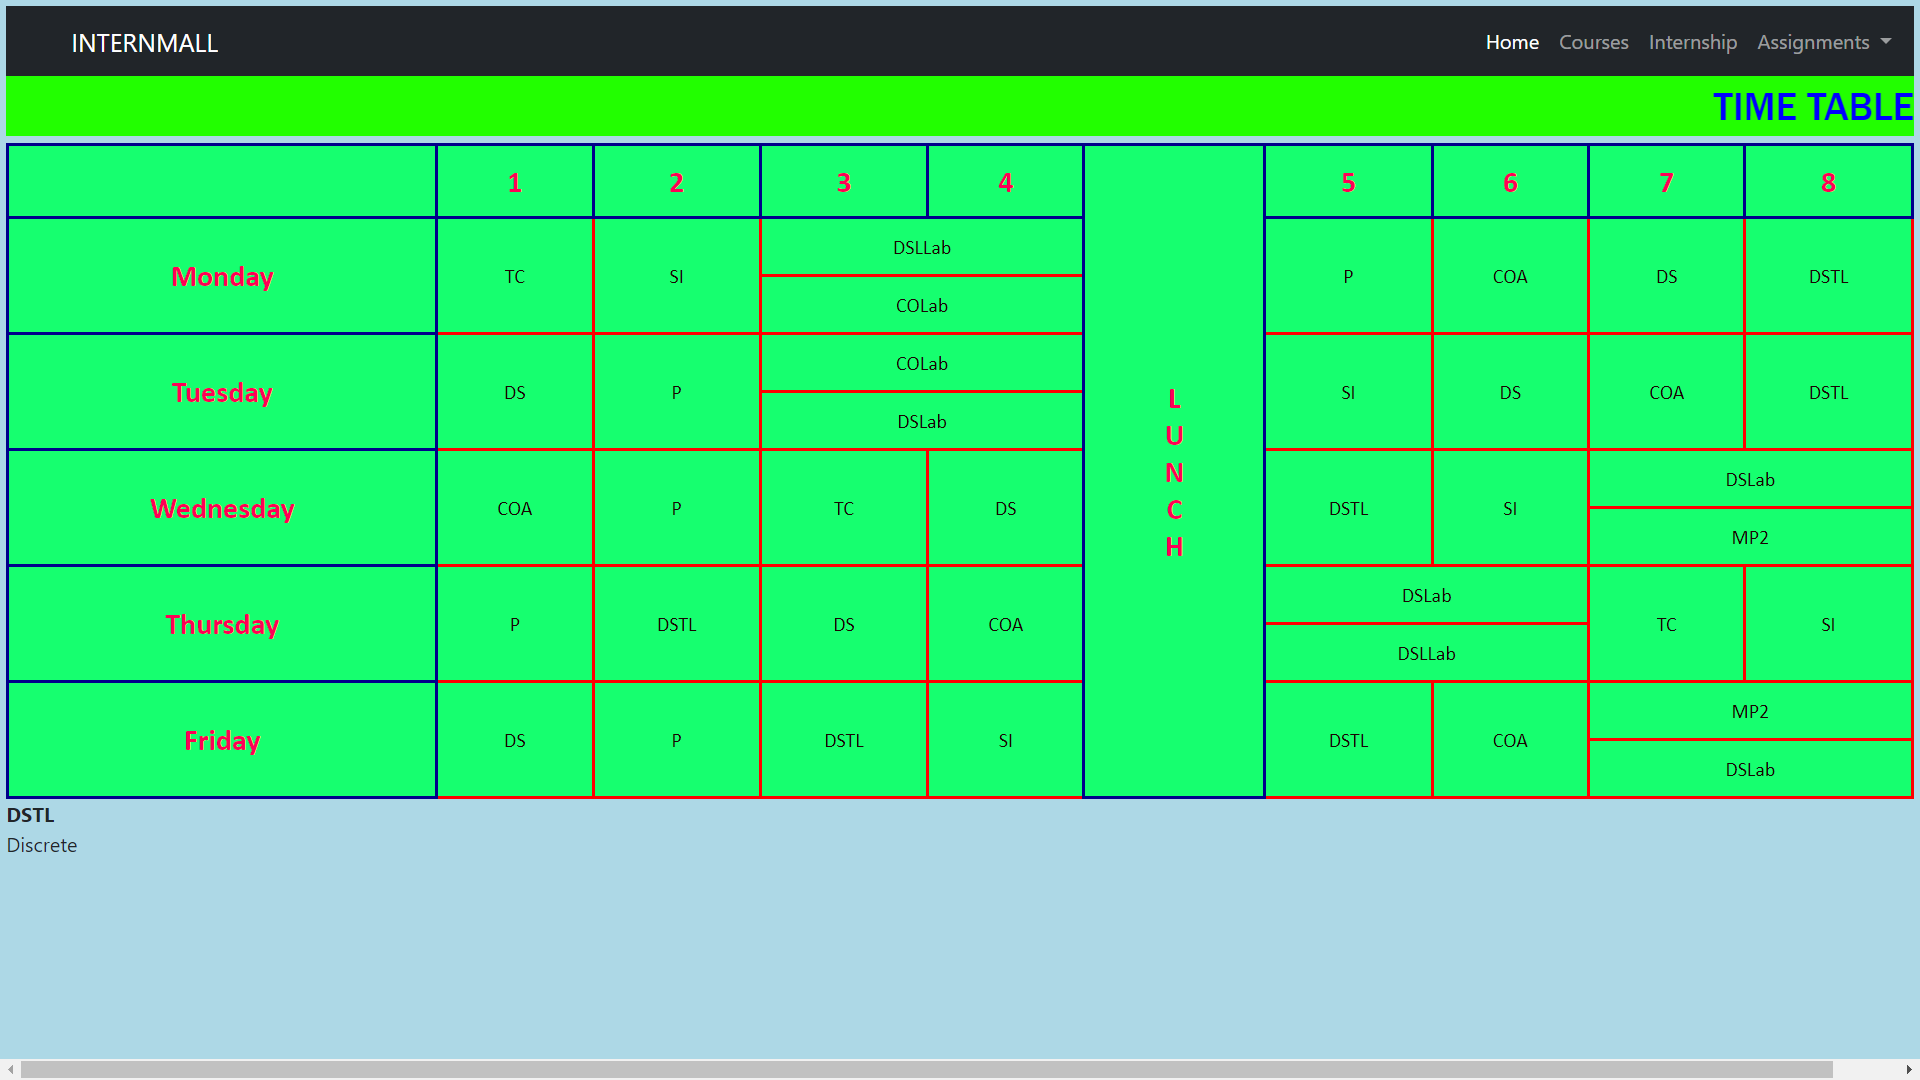 INTERNMALL Home Courses Internship Assignments
TIME TABLE
1 2 3 4 L U N C H 5 6 7 8
Monday TC SI DSLLab P COA DS DSTL
COLab
Tuesday DS P COLab SI DS COA DSTL
DSLab
Wednesday COA P TC DS DSTL SI DSLab
MP2
Thursday P DSTL DS COA DSLab TC SI
DSLLab
Friday DS P DSTL SI DSTL COA MP2
DSLab
DSTL
Discrete